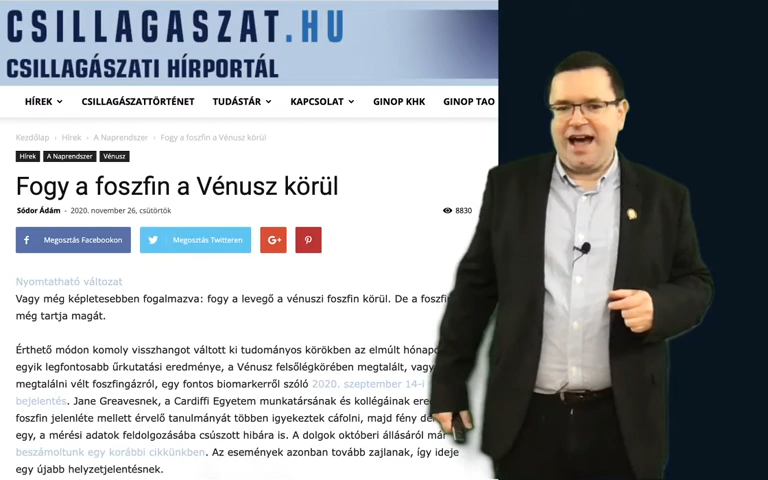 CSILLAGASZAT.HU
CSILLAGÁSZATI HÍRPORTÁL
HÍREK CSILLAGÁSZATTÖRTÉNET TUDÁSTÁR KAPCSOLAT GINOP KHK GINOP TAO
Kezdőlap › Hírek › A Naprendszer › Fogy a foszfin a Vénusz körül
Hírek A Naprendszer Vénusz
Fogy a foszfin a Vénusz körül
Sódor Ádám - 2020. november 26, csütörtök 8830
Megosztás Facebookon Megosztás Twitteren G+
Nyomtatható változat
Vagy még képletesebben fogalmazva: fogy a levegő a vénuszi foszfin körül. De a
még tartja magát.
Érthető módon komoly visszhangot váltott ki tudományos körökben az elmúlt
egyik legfontosabb űrkutatási eredménye, a Vénusz felsőlégkörében megtalált, vagy
megtalálni vélt foszfingázról, egy fontos biomarkerről szóló 2020. szeptember 14-i
bejelentés. Jane Greavesnek, a Cardiffi Egyetem munkatársának és kollégáinak
foszfin jelenléte mellett érvelő tanulmányát többen igyekeztek cáfolni, majd fény
egy, a mérési adatok feldolgozásába csúszott hibára is. A dolgok októberi állásáról már
beszámoltunk egy korábbi cikkünkben. Az események azonban tovább zajlanak, így ideje
egy újabb helyzetjelentésnek.